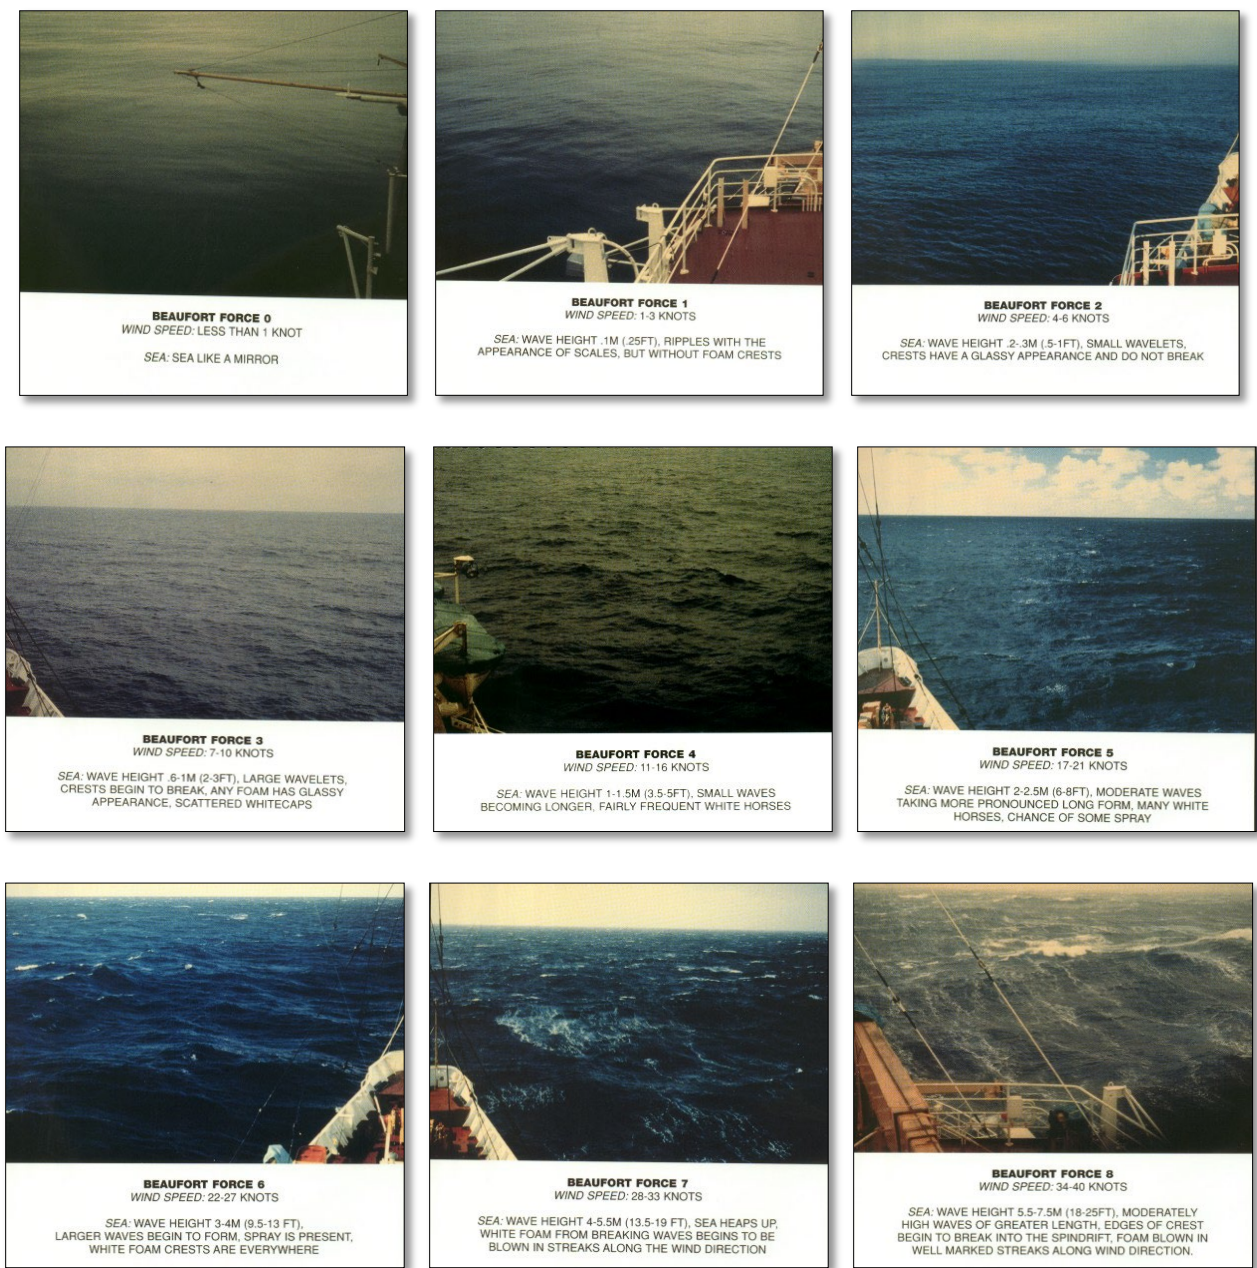 BEAUFORT FORCE 0
WIND SPEED: LESS THAN 1 KNOT
SEA: SEA LIKE A MIRROR
BEAUFORT FORCE 1
WIND SPEED: 1-3 KNOTS
SEA: WAVE HEIGHT .1M (.25FT), RIPPLES WITH THE
APPEARANCE OF SCALES, BUT WITHOUT FOAM CRESTS
BEAUFORT FORCE 2
WIND SPEED: 4-6 KNOTS
SEA: WAVE HEIGHT .2-.3M (.5-1FT), SMALL WAVELETS,
CRESTS HAVE A GLASSY APPEARANCE AND DO NOT BREAK
BEAUFORT FORCE 3
WIND SPEED: 7-10 KNOTS
SEA: WAVE HEIGHT .6-1M (2-3FT), LARGE WAVELETS,
CRESTS BEGIN TO BREAK, ANY FOAM HAS GLASSY
APPEARANCE, SCATTERED WHITECAPS
BEAUFORT FORCE 4
WIND SPEED: 11-16 KNOTS
SEA: WAVE HEIGHT 1-1.5M (3.5-5FT), SMALL WAVES
BECOMING LONGER, FAIRLY FREQUENT WHITE HORSES
BEAUFORT FORCE 5
WIND SPEED: 17-21 KNOTS
SEA: WAVE HEIGHT 2-2.5M (6-8FT), MODERATE WAVES
TAKING MORE PRONOUNCED LONG FORM, MANY WHITE
HORSES, CHANCE OF SOME SPRAY
BEAUFORT FORCE 6
WIND SPEED: 22-27 KNOTS
SEA: WAVE HEIGHT 3-4M (9.5-13 FT),
LARGER WAVES BEGIN TO FORM, SPRAY IS PRESENT,
WHITE FOAM CRESTS ARE EVERYWHERE
BEAUFORT FORCE 7
WIND SPEED: 28-33 KNOTS
SEA: WAVE HEIGHT 4-5.5M (13.5-19 FT), SEA HEAPS UP,
WHITE FOAM FROM BREAKING WAVES BEGINS TO BE
BLOWN IN STREAKS ALONG THE WIND DIRECTION
BEAUFORT FORCE 8
WIND SPEED: 34-40 KNOTS
SEA: WAVE HEIGHT 5.5-7.5M (18-25FT), MODERATELY
HIGH WAVES OF GREATER LENGTH, EDGES OF CREST
BEGIN TO BREAK INTO THE SPINDRIFT, FOAM BLOWN IN
WELL MARKED STREAKS ALONG WIND DIRECTION.